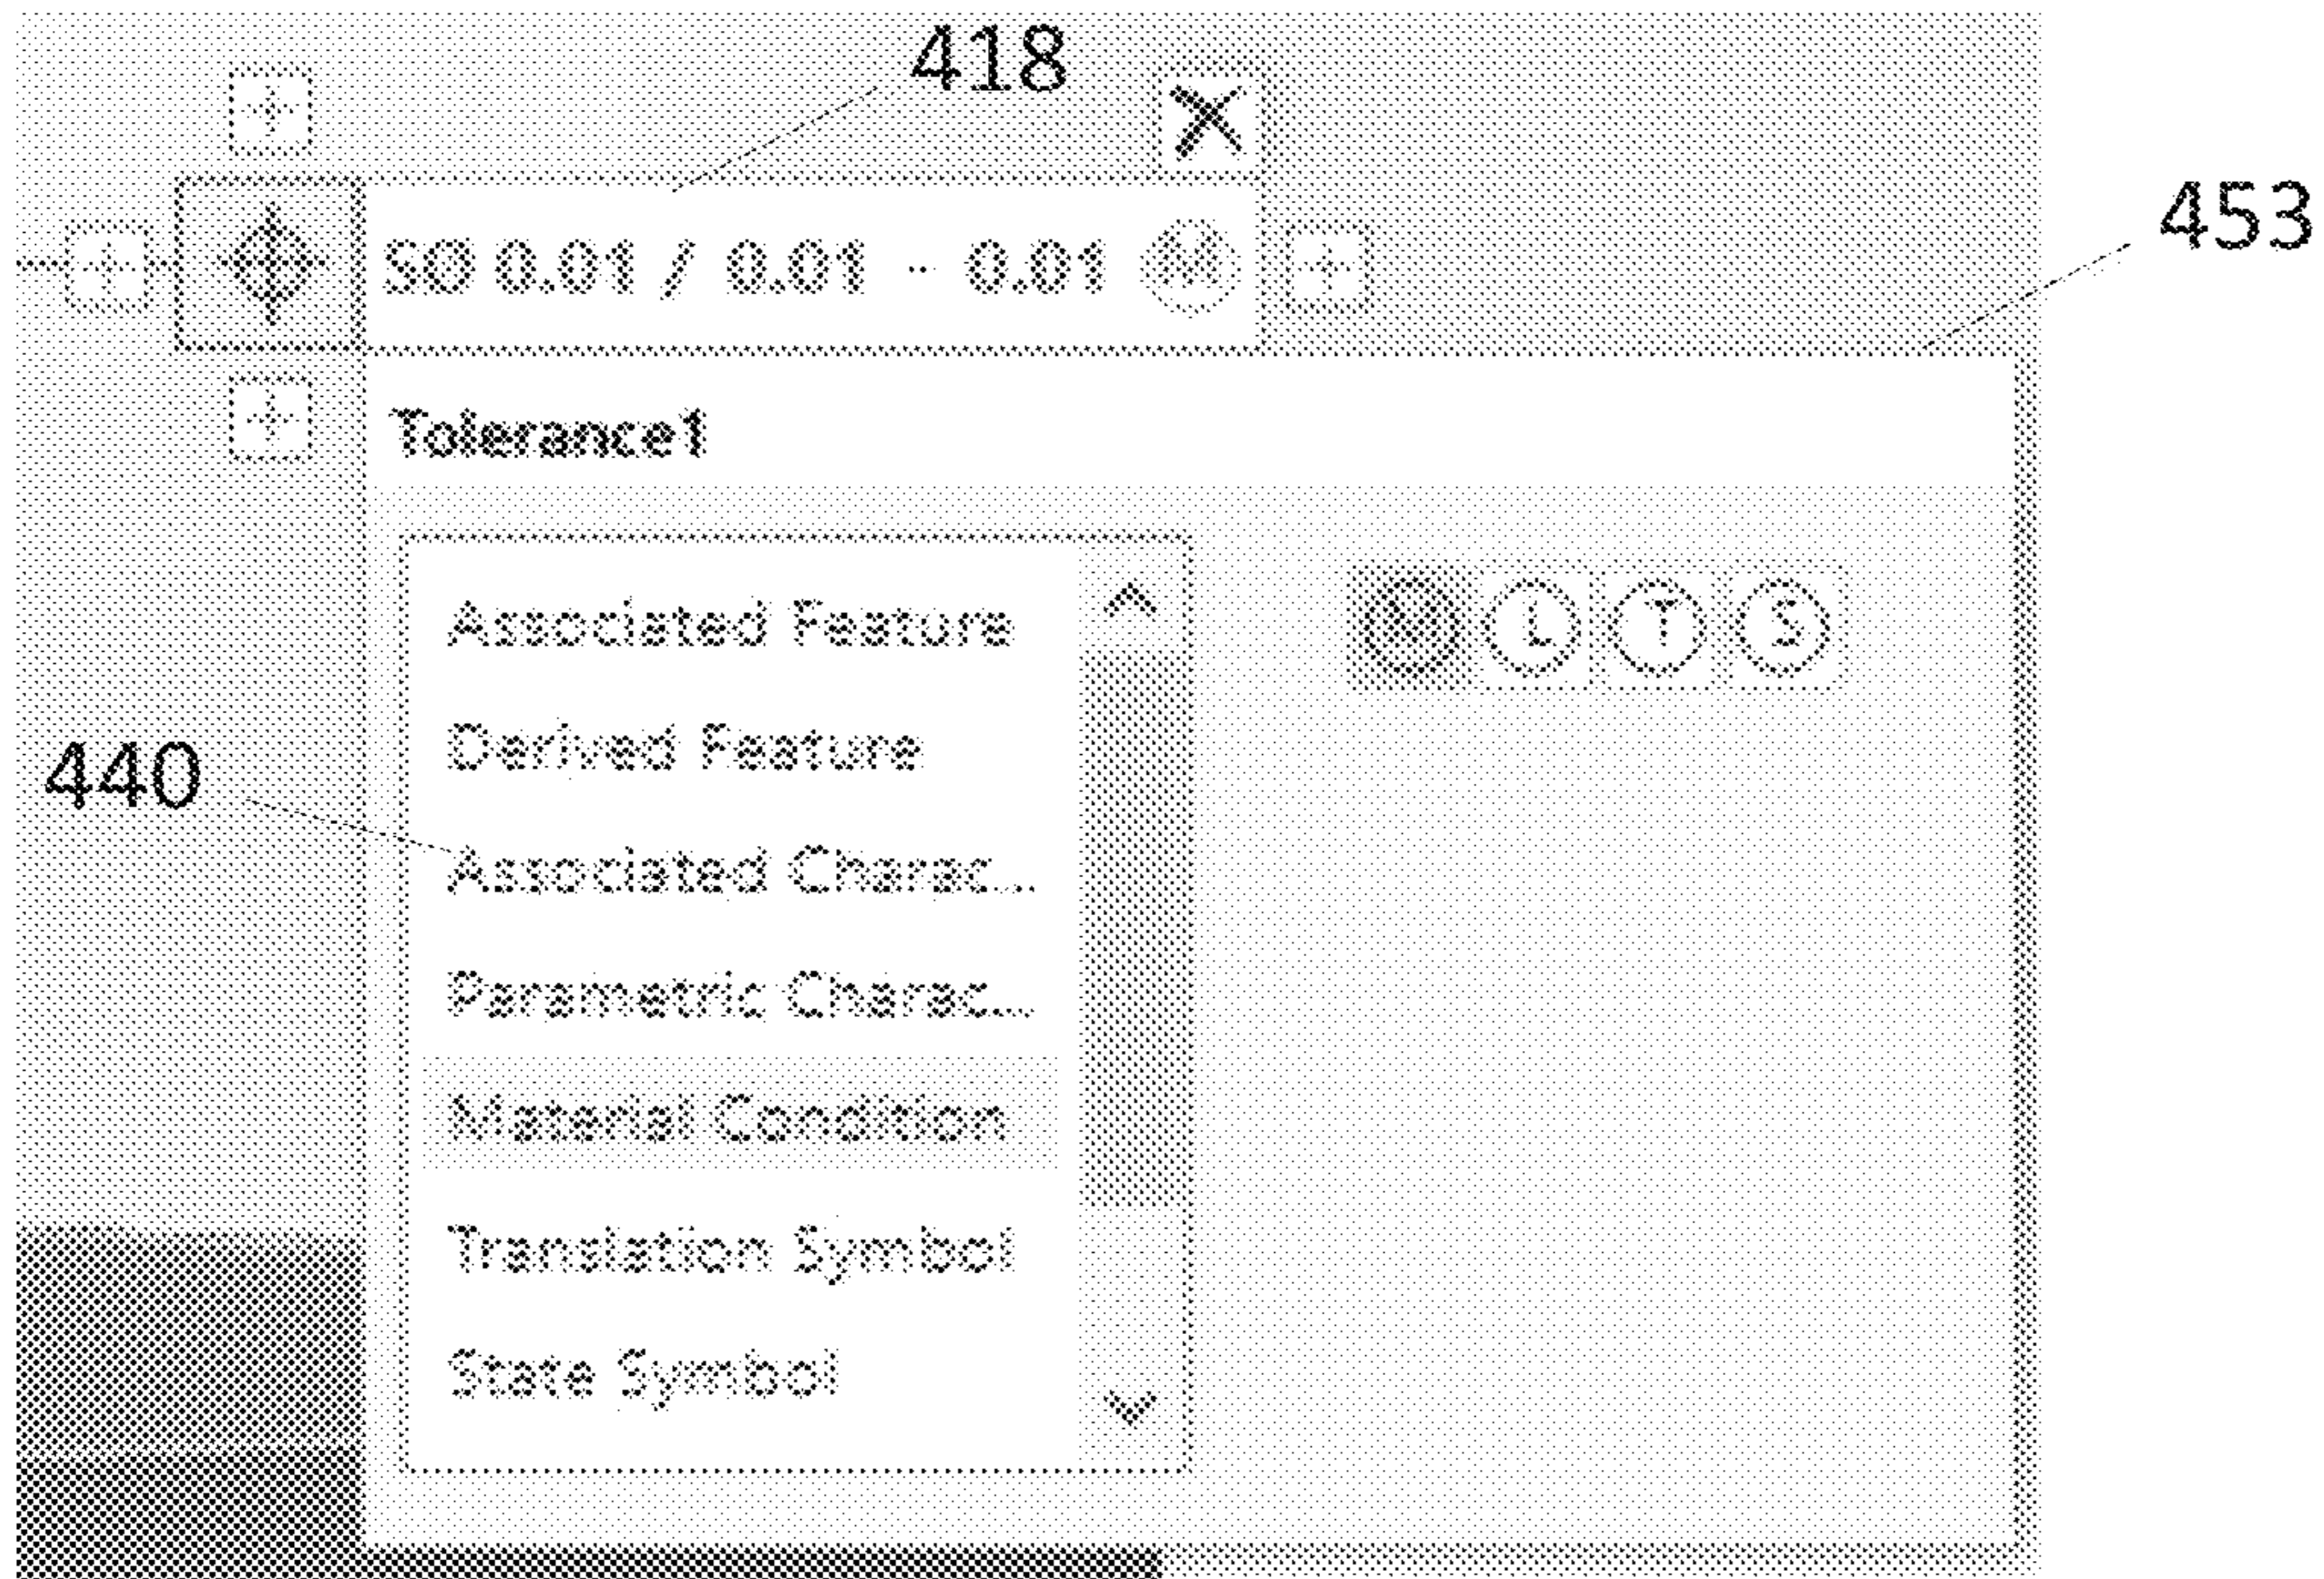 418
453
SØ 0.01 / 0.01 - 0.01 Ⓜ
Tolerance1
440
Associated Feature
Ⓜ Ⓛ Ⓣ Ⓢ
Derived Feature
Associated Charac...
Parametric Charac...
Material Condition
Translation Symbol
State Symbol